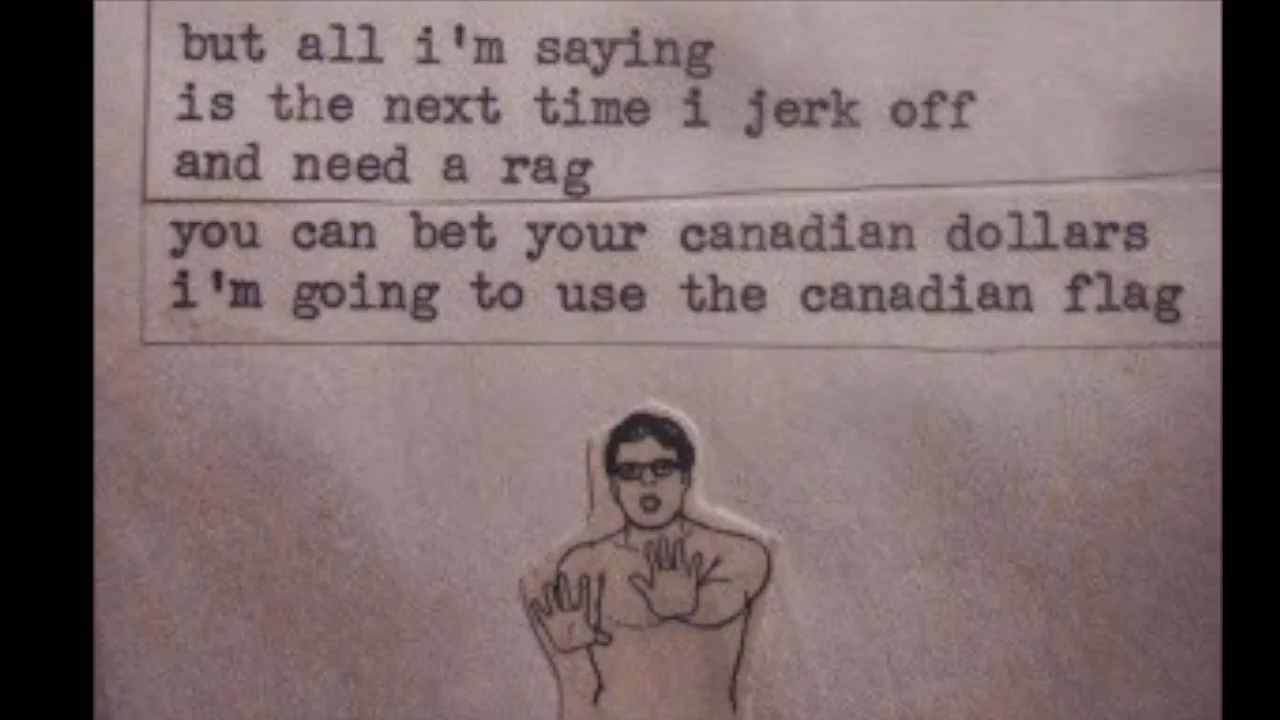 but all i'm saying
is the next time i jerk off
and need a rag
you can bet your canadian dollars
i'm going to use the canadian flag